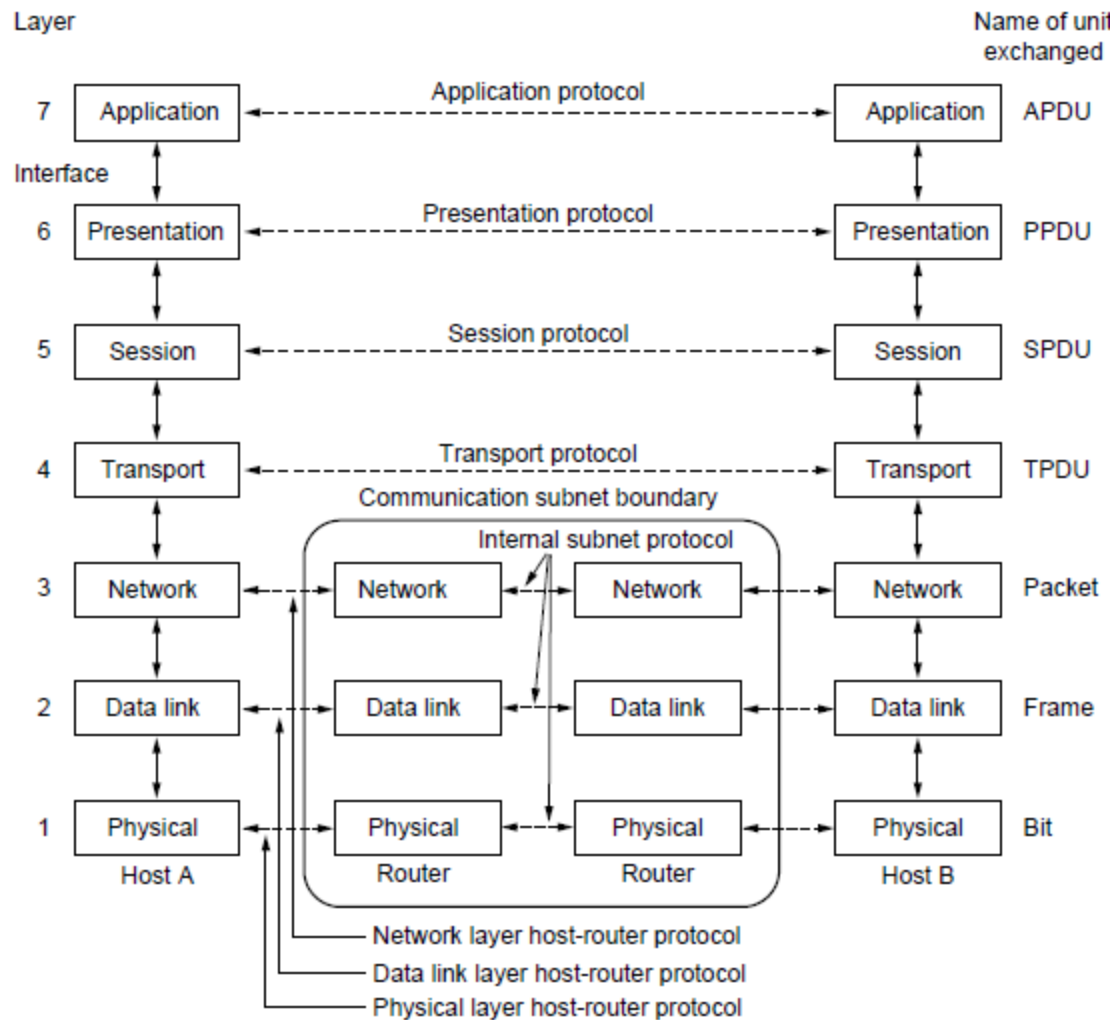 Layer
Name of unit
exchanged
7 Application Application protocol Application APDU
Interface
6 Presentation Presentation protocol Presentation PPDU
5 Session Session protocol Session SPDU
4 Transport Transport protocol Transport TPDU
Communication subnet boundary
Internal subnet protocol
3 Network Network Network Network Packet
2 Data link Data link Data link Data link Frame
1 Physical Physical Physical Physical Bit
Host A Router Router Host B
Network layer host-router protocol
Data link layer host-router protocol
Physical layer host-router protocol